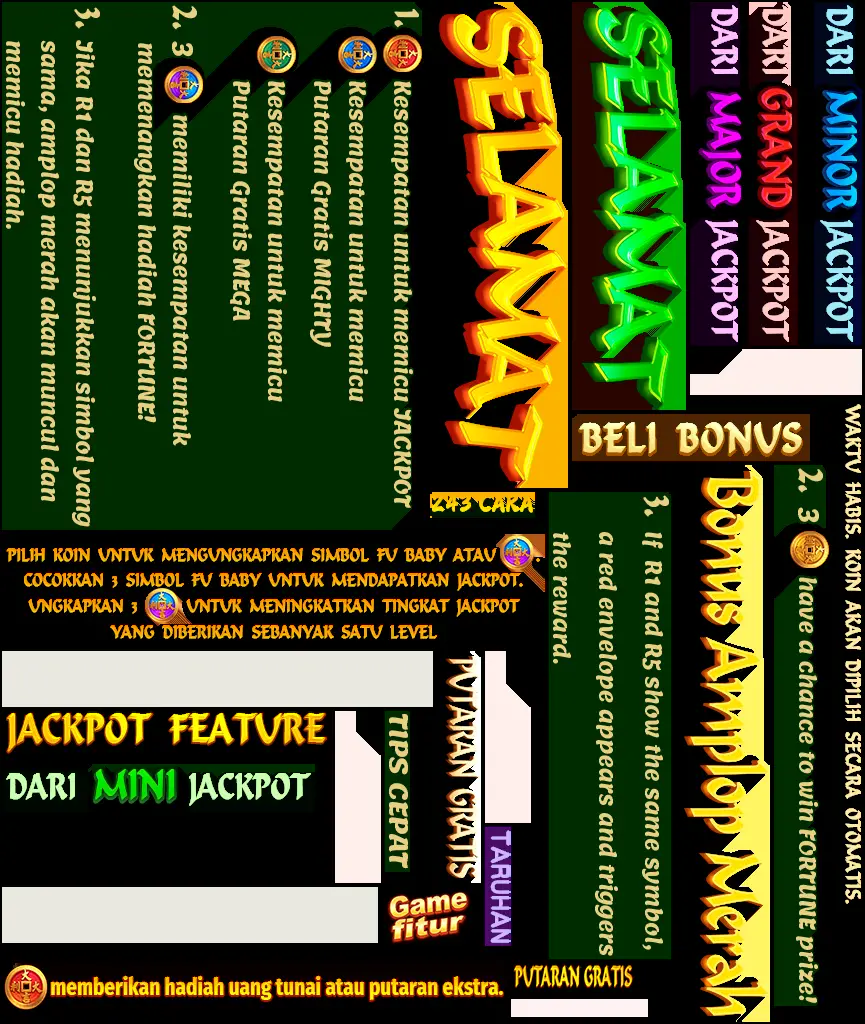 1. Kesempatan untuk memicu JACKPOT
Kesempatan untuk memicu
Putaran Gratis MIGHTY
Kesempatan untuk memicu
Putaran Gratis MEGA
2. 3 memiliki kesempatan untuk
memenangkan hadiah FORTUNE!
3. Jika R1 dan R5 menunjukkan simbol yang
sama, amplop merah akan muncul dan
memicu hadiah.
SELAMAT
SELAMAT
DARI MAJOR JACKPOT
DARI GRAND JACKPOT
DARI MINOR JACKPOT
BELI BONUS
243 CARA
PILIH KOIN UNTUK MENGUNGKAPKAN SIMBOL FU BABY ATAU
COCOKKAN 3 SIMBOL FU BABY UNTUK MENDAPATKAN JACKPOT.
UNGKAPKAN 3 UNTUK MENINGKATKAN TINGKAT JACKPOT
YANG DIBERIKAN SEBANYAK SATU LEVEL
3. If R1 and R5 show the same symbol,
a red envelope appears and triggers
the reward.
Bonus Amplop Merah
2. 3 have a chance to win FORTUNE prize!
WAKTU HABIS. KOIN AKAN DIPILIH SECARA OTOMATIS.
JACKPOT FEATURE
DARI MINI JACKPOT
TIPS CEPAT
PUTARAN GRATIS
TARUHAN
Game
fitur
memberikan hadiah uang tunai atau putaran ekstra.
PUTARAN GRATIS